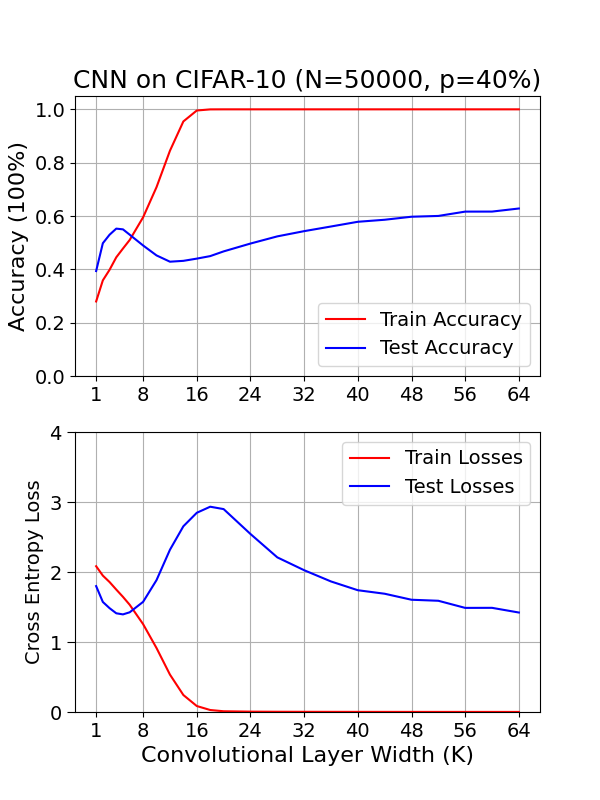 CNN on CIFAR-10 (N=50000, p=40%)
Accuracy (100%)
1.0
0.8
0.6
0.4
0.2
0.0
Train Accuracy
Test Accuracy
1 8 16 24 32 40 48 56 64
Cross Entropy Loss
4
3
2
1
0
Train Losses
Test Losses
1 8 16 24 32 40 48 56 64
Convolutional Layer Width (K)